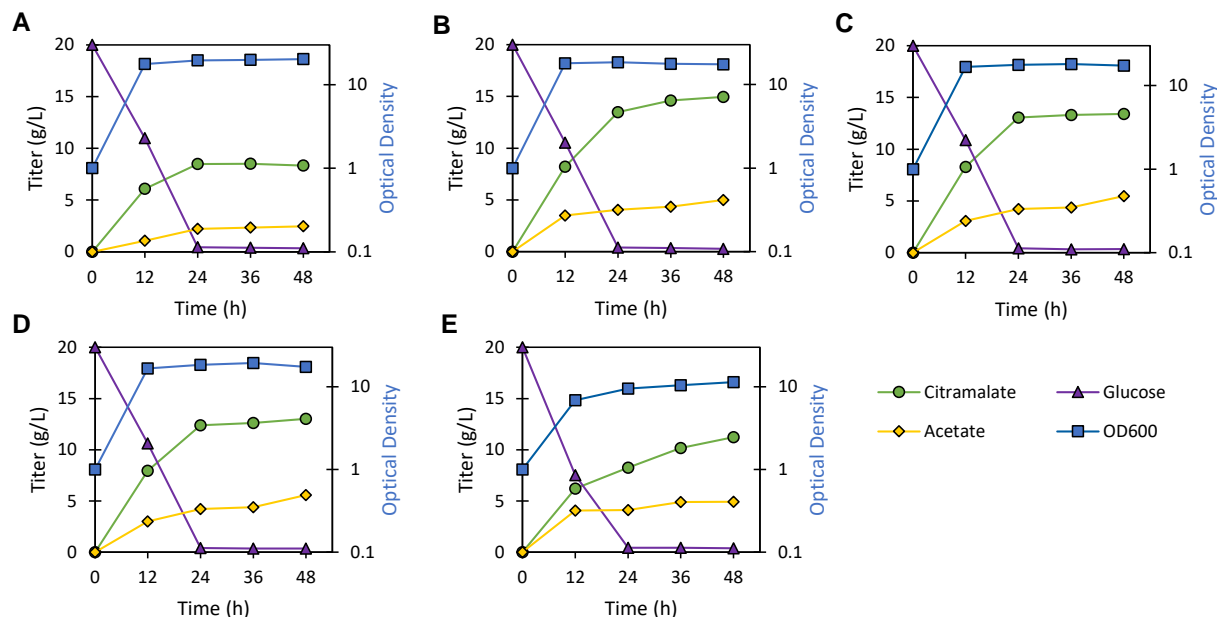 A
20
15
10
5
0
Titer (g/L)
10
1
0.1
Optical Density
0 12 24 36 48
Time (h)
B
20
15
10
5
0
Titer (g/L)
10
1
0.1
Optical Density
0 12 24 36 48
Time (h)
C
20
15
10
5
0
Titer (g/L)
10
1
0.1
Optical Density
0 12 24 36 48
Time (h)
D
20
15
10
5
0
Titer (g/L)
10
1
0.1
Optical Density
0 12 24 36 48
Time (h)
E
20
15
10
5
0
Titer (g/L)
10
1
0.1
Optical Density
0 12 24 36 48
Time (h)
Citramalate Glucose
Acetate OD600